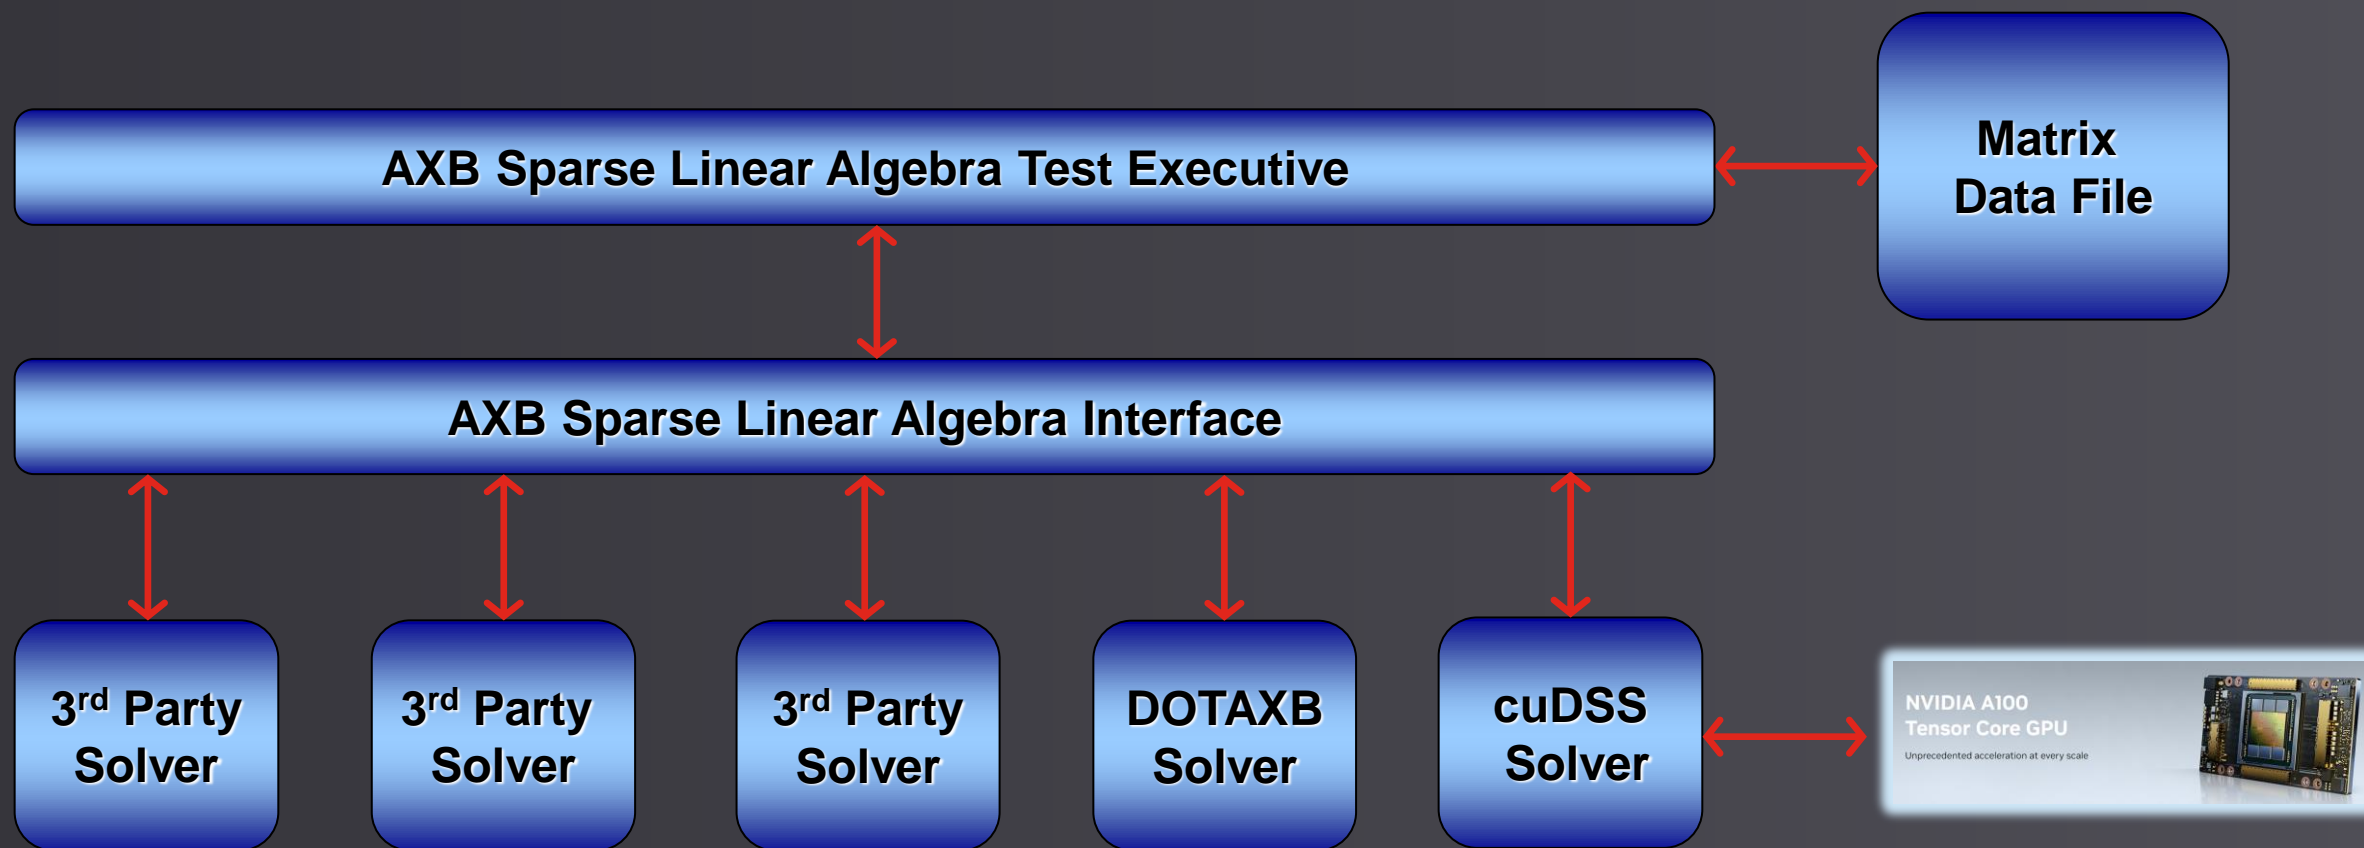 AXB Sparse Linear Algebra Test Executive
Matrix
Data File
AXB Sparse Linear Algebra Interface
3rd Party
Solver
3rd Party
Solver
3rd Party
Solver
DOTAXB
Solver
cuDSS
Solver
NVIDIA A100
Tensor Core GPU
Unprecedented acceleration at every scale